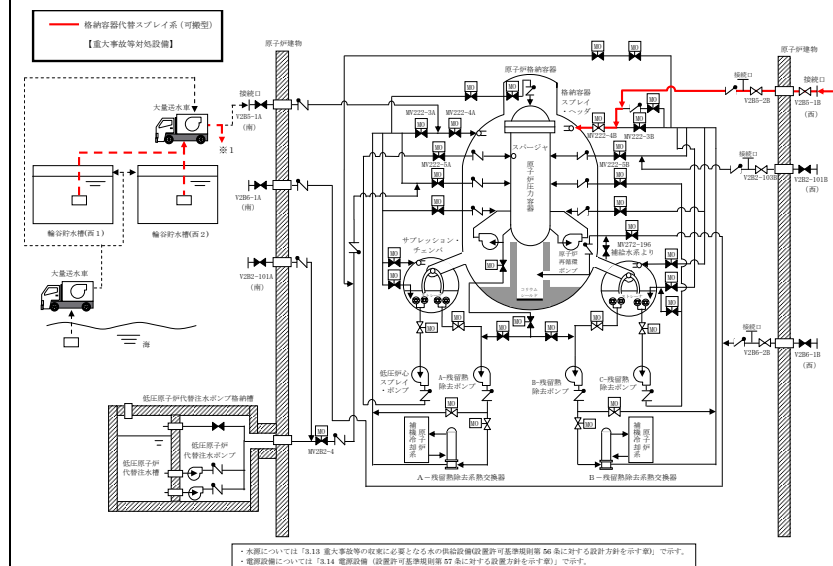 格納容器代替スプレイ系(可搬型)
【重大事故等対処設備】
原子炉建物
原子炉建物
原子炉格納容器
格納容器
スプレイ
・ヘッダ
接続口
V2B5-1A
(南)
大量送水車
※1
MV222-3A
MV222-4A
MV222-5A
スパージャ
原子炉圧力容器
MV222-4B
MV222-3B
MV222-5B
接続口
V2B5-2B
接続口
V2B5-1B
(西)
V2B6-1A
(南)
接続口
V2B2-103B
V2B2-101B
(西)
輪谷貯水槽(西1)
輪谷貯水槽(西2)
V2B2-101A
(南)
サプレッション・
チェンバ
原子炉
再循環
ポンプ
MV272-196
補給水系より
大量送水車
海
接続口
V2B6-2B
V2B6-1B
(西)
低圧炉心
スプレイ
・ポンプ
A-残留熱
除去ポンプ
B-残留熱
除去ポンプ
C-残留熱
除去ポンプ
低圧原子炉代替注水ポンプ格納槽
低圧原子炉
代替注水槽
低圧原子炉
代替注水ポンプ
MV2B2-4
原子炉
補機冷却系
原子炉
補機冷却系
A-残留熱除去系熱交換器
B-残留熱除去系熱交換器
・水源については「3.13 重大事故等の収束に必要となる水の供給設備(設置許可基準規則第56条に対する設計方針を示す章)」で示す。
・電源設備については「3.14 電源設備(設置許可基準規則第57条に対する設置方針を示す章)」で示す。